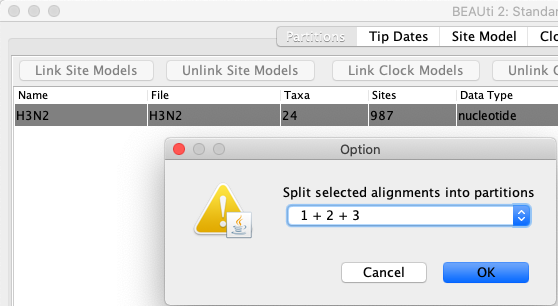 BEAUti 2: Standar
Partitions Tip Dates Site Model Clo
Link Site Models Unlink Site Models Link Clock Models Unlink C
Name File Taxa Sites Data Type
H3N2 H3N2 24 987 nucleotide
Option
Split selected alignments into partitions
1 + 2 + 3
Cancel OK